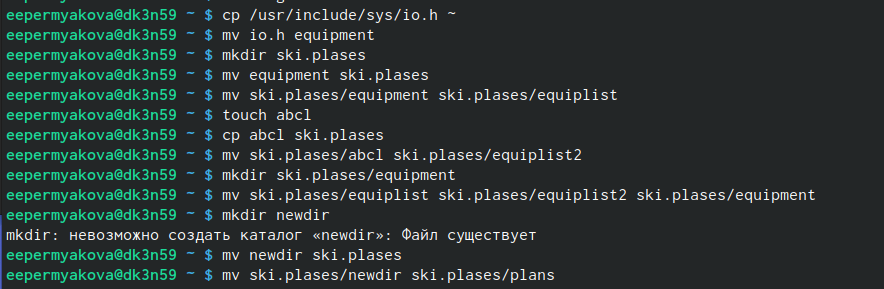 eepermyakova@dk3n59 ~ $ cp /usr/include/sys/io.h ~
eepermyakova@dk3n59 ~ $ mv io.h equipment
eepermyakova@dk3n59 ~ $ mkdir ski.plases
eepermyakova@dk3n59 ~ $ mv equipment ski.plases
eepermyakova@dk3n59 ~ $ mv ski.plases/equipment ski.plases/equiplist
eepermyakova@dk3n59 ~ $ touch abcl
eepermyakova@dk3n59 ~ $ cp abcl ski.plases
eepermyakova@dk3n59 ~ $ mv ski.plases/abcl ski.plases/equiplist2
eepermyakova@dk3n59 ~ $ mkdir ski.plases/equipment
eepermyakova@dk3n59 ~ $ mv ski.plases/equiplist ski.plases/equiplist2 ski.plases/equipment
eepermyakova@dk3n59 ~ $ mkdir newdir
mkdir: невозможно создать каталог «newdir»: Файл существует
eepermyakova@dk3n59 ~ $ mv newdir ski.plases
eepermyakova@dk3n59 ~ $ mv ski.plases/newdir ski.plases/plans